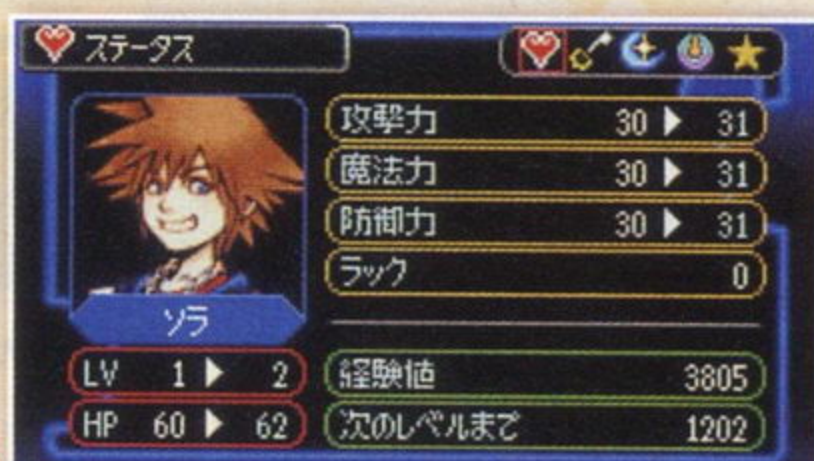 ステータス
攻撃力 30 ▶ 31
魔法力 30 ▶ 31
防御力 30 ▶ 31
ラック 0
ソラ
LV 1 ▶ 2
HP 60 ▶ 62
経験値 3805
次のレベルまで 1202